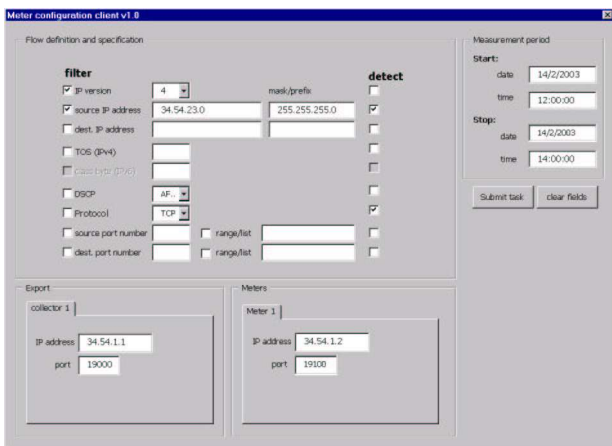 Meter configuration client v1.0
Flow definition and specification
filter
mask/prefix
detect
IP version 4
source IP address 34.54.23.0 255.255.255.0
dest. IP address
TOS (IPv4)
class byte (IPv6)
DSCP AF..
Protocol TCP
source port number range/list
dest. port number range/list
Measurement period
Start:
date 14/2/2003
time 12:00:00
Stop:
date 14/2/2003
time 14:00:00
Submit task clear fields
Export
collector 1
IP address 34.54.1.1
port 19000
Meters
Meter 1
IP address 34.54.1.2
port 19100